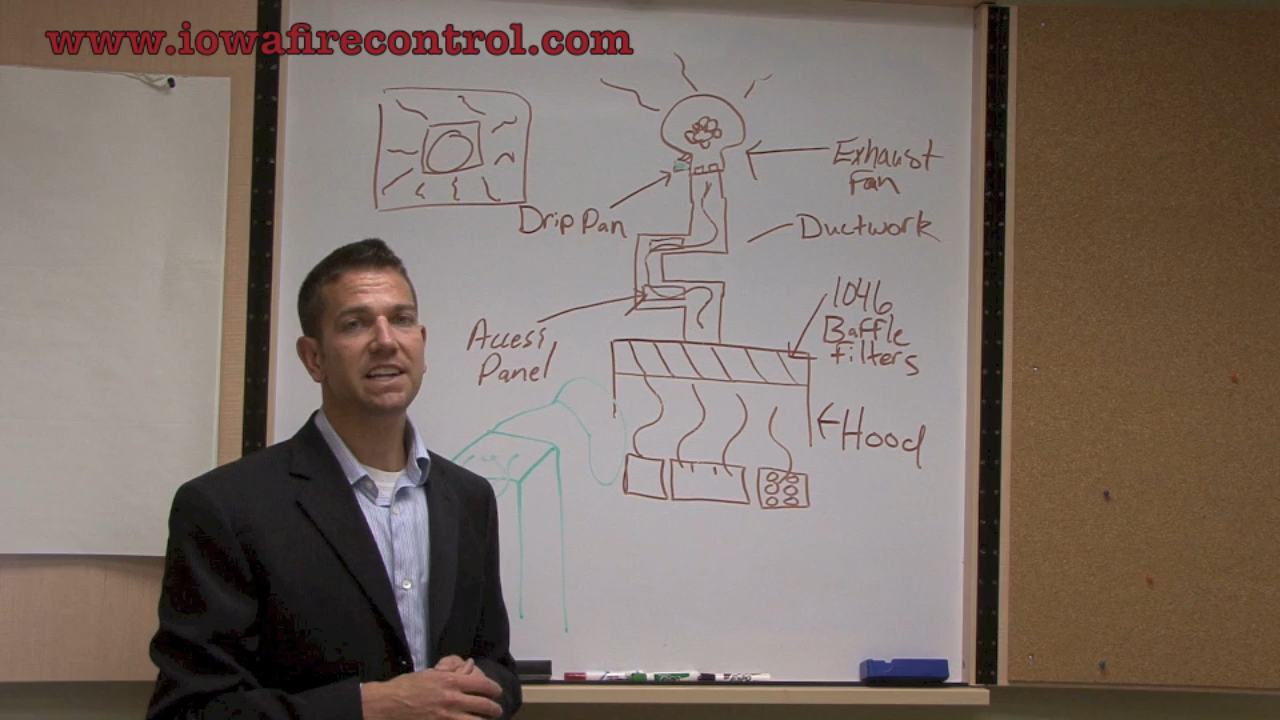 www.iowafirecontrol.com
Exhaust
Fan
Drip Pan
Ductwork
1046
Baffle
filters
Access
Panel
Hood